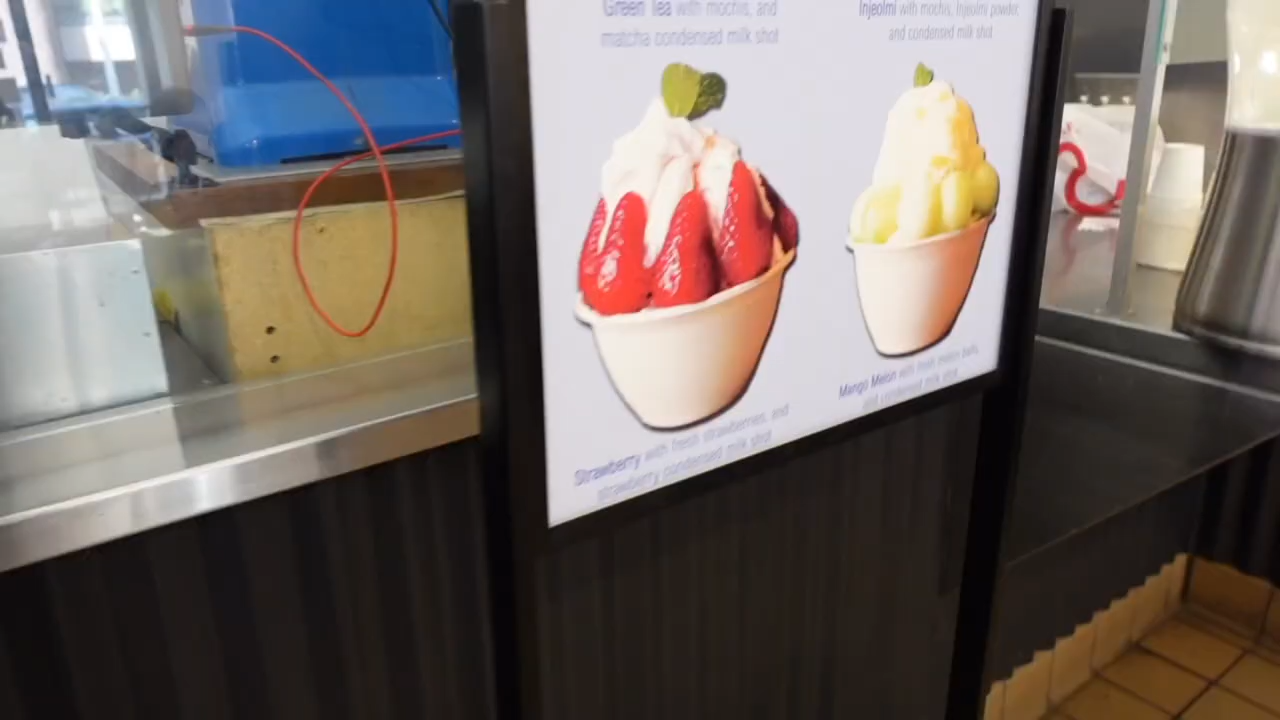 Green Tea with mochis, and
matcha condensed milk shot
Injeolmi with mochis, Injeolmi powder,
and condensed milk shot
Strawberry with fresh strawberries, and
strawberry condensed milk shot
Mango Melon with fresh melon balls,
and condensed milk shot